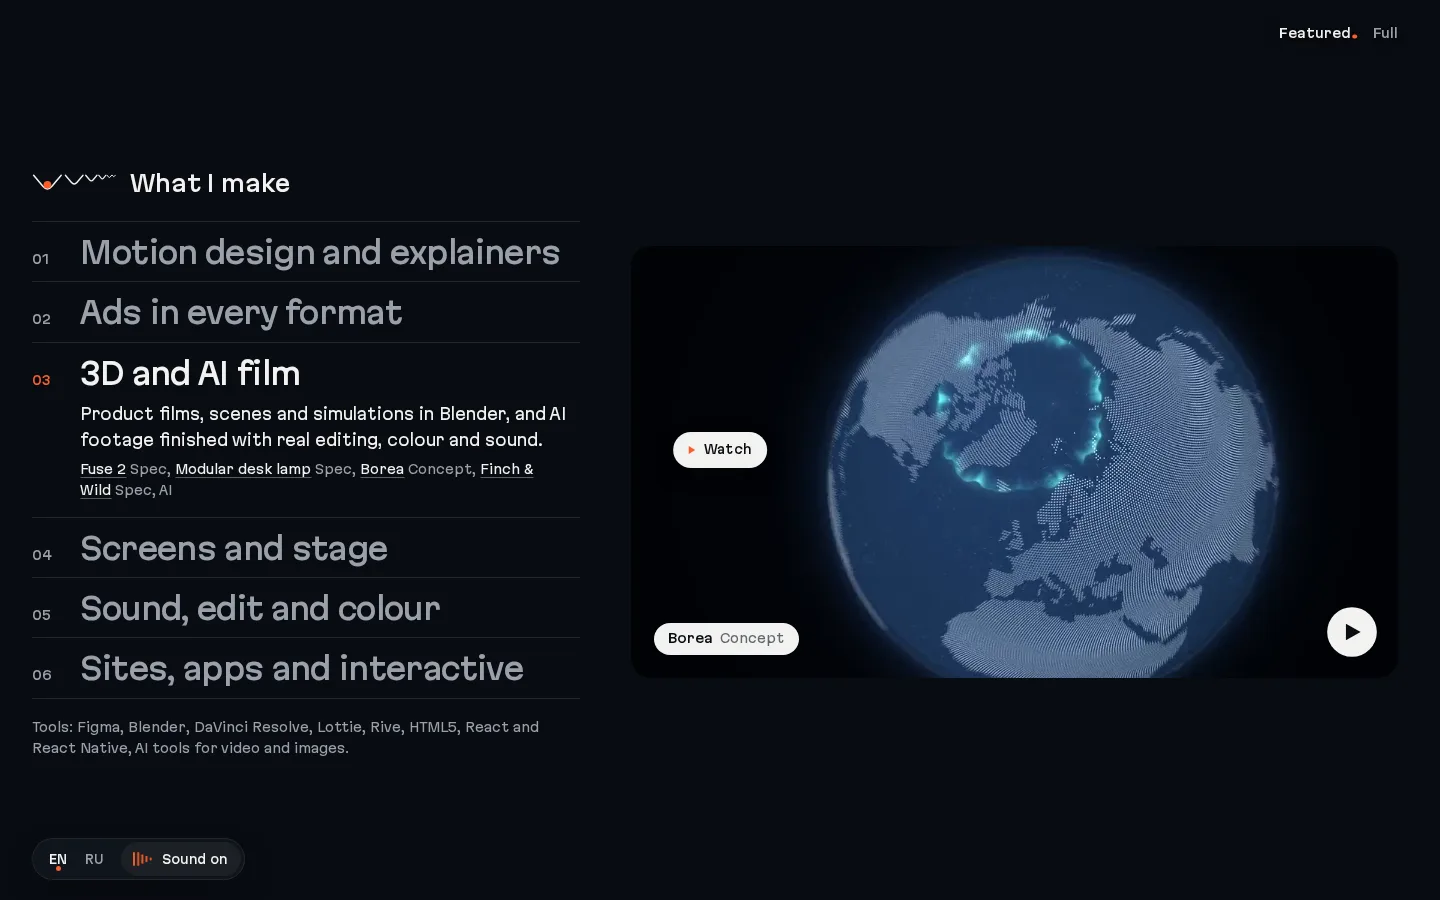 Featured. Full
What I make
01 Motion design and explainers
02 Ads in every format
03 3D and AI film
Product films, scenes and simulations in Blender, and AI
footage finished with real editing, colour and sound.
Fuse 2 Spec, Modular desk lamp Spec, Borea Concept, Finch &
Wild Spec, AI
04 Screens and stage
05 Sound, edit and colour
06 Sites, apps and interactive
Tools: Figma, Blender, DaVinci Resolve, Lottie, Rive, HTML5, React and
React Native, AI tools for video and images.
Watch
Borea Concept
EN RU Sound on